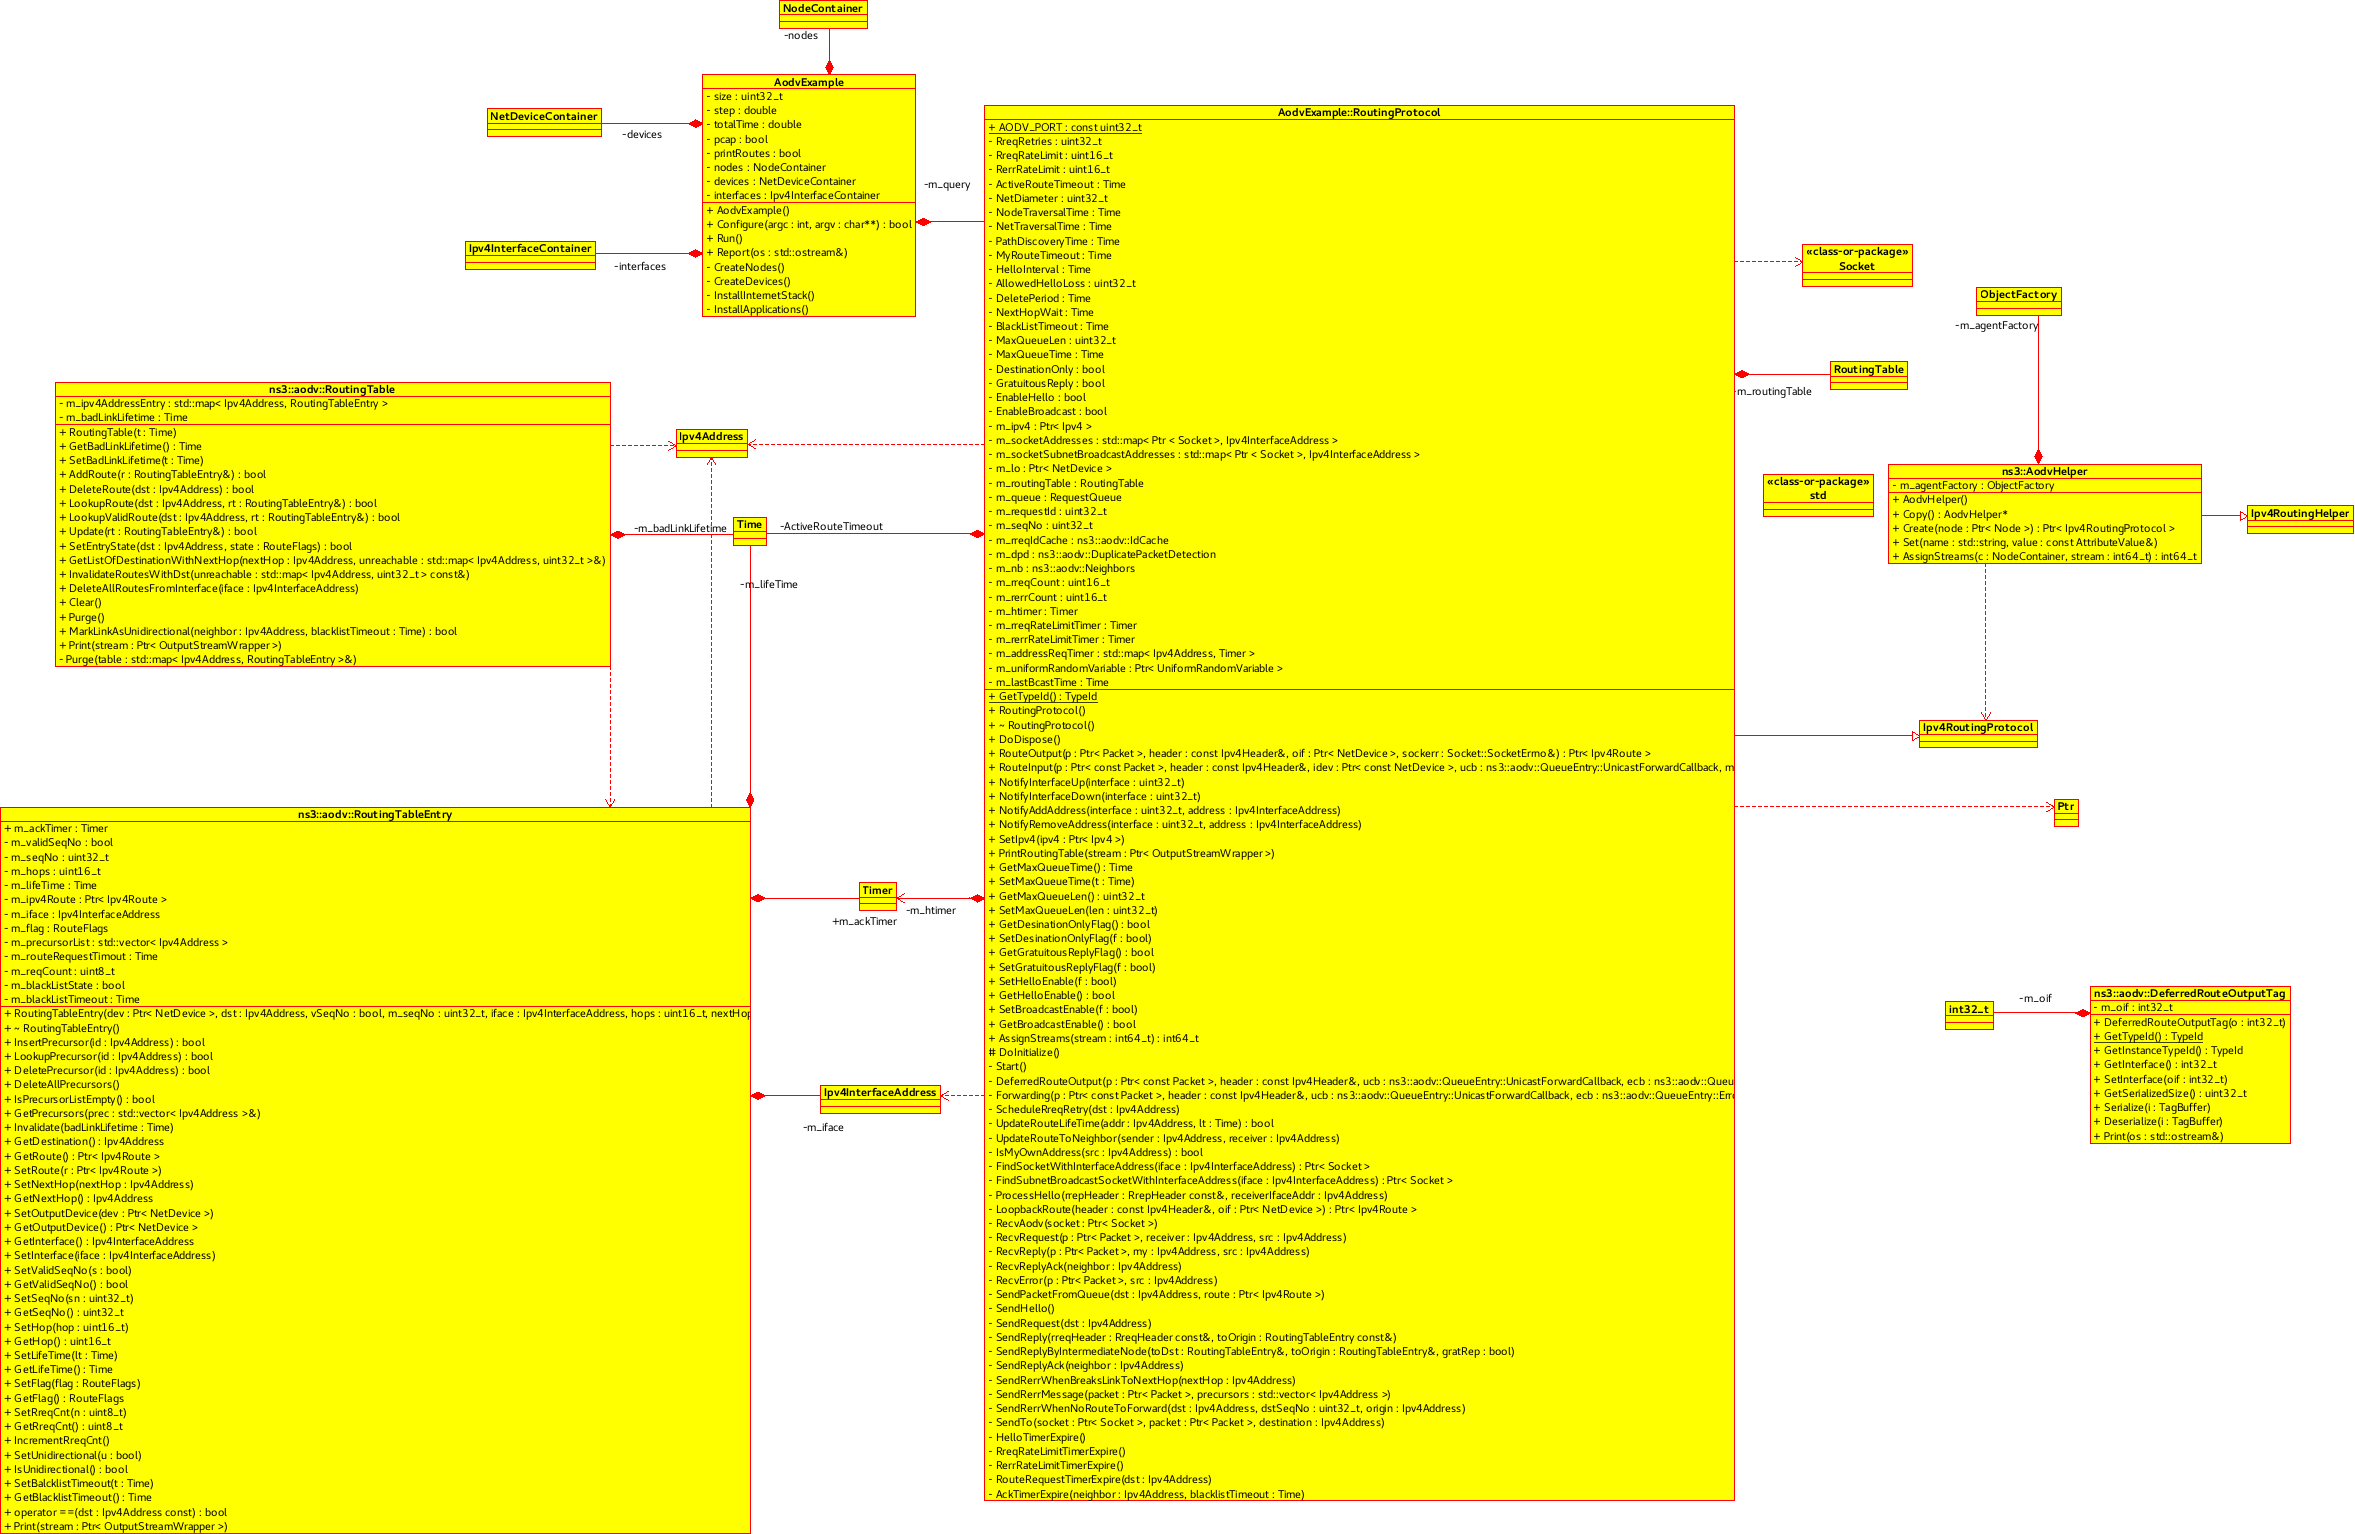 NodeContainer
-nodes
AodvExample
- size : uint32_t
- step : double
- totalTime : double
- pcap : bool
- printRoutes : bool
- nodes : NodeContainer
- devices : NetDeviceContainer
- interfaces : Ipv4InterfaceContainer
+ AodvExample()
+ Configure(argc : int, argv : char**) : bool
+ Run()
+ Report(os : std::ostream&)
- CreateNodes()
- CreateDevices()
- InstallInternetStack()
- InstallApplications()
NetDeviceContainer
-devices
Ipv4InterfaceContainer
-interfaces
-m_query
AodvExample::RoutingProtocol
+ AODV_PORT : const uint32_t
- RreqRetries : uint32_t
- RreqRateLimit : uint16_t
- RerrRateLimit : uint16_t
- ActiveRouteTimeout : Time
- NetDiameter : uint32_t
- NodeTraversalTime : Time
- NetTraversalTime : Time
- PathDiscoveryTime : Time
- MyRouteTimeout : Time
- HelloInterval : Time
- AllowedHelloLoss : uint32_t
- DeletePeriod : Time
- NextHopWait : Time
- BlackListTimeout : Time
- MaxQueueLen : uint32_t
- MaxQueueTime : Time
- DestinationOnly : bool
- GratuitousReply : bool
- EnableHello : bool
- EnableBroadcast : bool
- m_ipv4 : Ptr< Ipv4 >
- m_socketAddresses : std::map< Ptr < Socket >, Ipv4InterfaceAddress >
- m_socketSubnetBroadcastAddresses : std::map< Ptr < Socket >, Ipv4InterfaceAddress >
- m_lo : Ptr< NetDevice >
- m_routingTable : RoutingTable
- m_queue : RequestQueue
- m_requestId : uint32_t
- m_seqNo : uint32_t
- m_rreqIdCache : ns3::aodv::IdCache
- m_dpd : ns3::aodv::DuplicatePacketDetection
- m_nb : ns3::aodv::Neighbors
- m_rreqCount : uint16_t
- m_rerrCount : uint16_t
- m_htimer : Timer
- m_rreqRateLimitTimer : Timer
- m_rerrRateLimitTimer : Timer
- m_addressReqTimer : std::map< Ipv4Address, Timer >
- m_uniformRandomVariable : Ptr< UniformRandomVariable >
- m_lastBcastTime : Time
+ GetTypeId() : TypeId
+ RoutingProtocol()
+ ~ RoutingProtocol()
+ DoDispose()
+ RouteOutput(p : Ptr< Packet >, header : const Ipv4Header&, oif : Ptr< NetDevice >, sockerr : Socket::SocketErrno&) : Ptr< Ipv4Route >
+ RouteInput(p : Ptr< const Packet >, header : const Ipv4Header&, idev : Ptr< const NetDevice >, ucb : ns3::aodv::QueueEntry::UnicastForwardCallback, m
+ NotifyInterfaceUp(interface : uint32_t)
+ NotifyInterfaceDown(interface : uint32_t)
+ NotifyAddAddress(interface : uint32_t, address : Ipv4InterfaceAddress)
+ NotifyRemoveAddress(interface : uint32_t, address : Ipv4InterfaceAddress)
+ SetIpv4(ipv4 : Ptr< Ipv4 >)
+ PrintRoutingTable(stream : Ptr< OutputStreamWrapper >)
+ GetMaxQueueTime() : Time
+ SetMaxQueueTime(t : Time)
+ GetMaxQueueLen() : uint32_t
+ SetMaxQueueLen(len : uint32_t)
+ GetDesinationOnlyFlag() : bool
+ SetDesinationOnlyFlag(f : bool)
+ GetGratuitousReplyFlag() : bool
+ SetGratuitousReplyFlag(f : bool)
+ SetHelloEnable(f : bool)
+ GetHelloEnable() : bool
+ SetBroadcastEnable(f : bool)
+ GetBroadcastEnable() : bool
+ AssignStreams(stream : int64_t) : int64_t
# DoInitialize()
- Start()
- DeferredRouteOutput(p : Ptr< const Packet >, header : const Ipv4Header&, ucb : ns3::aodv::QueueEntry::UnicastForwardCallback, ecb : ns3::aodv::Queu
- Forwarding(p : Ptr< const Packet >, header : const Ipv4Header&, ucb : ns3::aodv::QueueEntry::UnicastForwardCallback, ecb : ns3::aodv::QueueEntry::Erro
- ScheduleRreqRetry(dst : Ipv4Address)
- UpdateRouteLifeTime(addr : Ipv4Address, lt : Time) : bool
- UpdateRouteToNeighbor(sender : Ipv4Address, receiver : Ipv4Address)
- IsMyOwnAddress(src : Ipv4Address) : bool
- FindSocketWithInterfaceAddress(iface : Ipv4InterfaceAddress) : Ptr< Socket >
- FindSubnetBroadcastSocketWithInterfaceAddress(iface : Ipv4InterfaceAddress) : Ptr< Socket >
- ProcessHello(rrepHeader : RrepHeader const&, receiverIfaceAddr : Ipv4Address)
- LoopbackRoute(header : const Ipv4Header&, oif : Ptr< NetDevice >) : Ptr< Ipv4Route >
- RecvAodv(socket : Ptr< Socket >)
- RecvRequest(p : Ptr< Packet >, receiver : Ipv4Address, src : Ipv4Address)
- RecvReply(p : Ptr< Packet >, my : Ipv4Address, src : Ipv4Address)
- RecvReplyAck(neighbor : Ipv4Address)
- RecvError(p : Ptr< Packet >, src : Ipv4Address)
- SendPacketFromQueue(dst : Ipv4Address, route : Ptr< Ipv4Route >)
- SendHello()
- SendRequest(dst : Ipv4Address)
- SendReply(rreqHeader : RreqHeader const&, toOrigin : RoutingTableEntry const&)
- SendReplyByIntermediateNode(toDst : RoutingTableEntry&, toOrigin : RoutingTableEntry&, gratRep : bool)
- SendReplyAck(neighbor : Ipv4Address)
- SendRerrWhenBreaksLinkToNextHop(nextHop : Ipv4Address)
- SendRerrMessage(packet : Ptr< Packet >, precursors : std::vector< Ipv4Address >)
- SendRerrWhenNoRouteToForward(dst : Ipv4Address, dstSeqNo : uint32_t, origin : Ipv4Address)
- SendTo(socket : Ptr< Socket >, packet : Ptr< Packet >, destination : Ipv4Address)
- HelloTimerExpire()
- RreqRateLimitTimerExpire()
- RerrRateLimitTimerExpire()
- RouteRequestTimerExpire(dst : Ipv4Address)
- AckTimerExpire(neighbor : Ipv4Address, blacklistTimeout : Time)
«class-or-package»
Socket
ObjectFactory
-m_agentFactory
RoutingTable
m_routingTable
«class-or-package»
std
ns3::AodvHelper
- m_agentFactory : ObjectFactory
+ AodvHelper()
+ Copy() : AodvHelper*
+ Create(node : Ptr< Node >) : Ptr< Ipv4RoutingProtocol >
+ Set(name : std::string, value : const AttributeValue&)
+ AssignStreams(c : NodeContainer, stream : int64_t) : int64_t
Ipv4RoutingHelper
Ipv4RoutingProtocol
Ptr
ns3::aodv::RoutingTable
- m_ipv4AddressEntry : std::map< Ipv4Address, RoutingTableEntry >
- m_badLinkLifetime : Time
+ RoutingTable(t : Time)
+ GetBadLinkLifetime() : Time
+ SetBadLinkLifetime(t : Time)
+ AddRoute(r : RoutingTableEntry&) : bool
+ DeleteRoute(dst : Ipv4Address) : bool
+ LookupRoute(dst : Ipv4Address, rt : RoutingTableEntry&) : bool
+ LookupValidRoute(dst : Ipv4Address, rt : RoutingTableEntry&) : bool
+ Update(rt : RoutingTableEntry&) : bool
+ SetEntryState(dst : Ipv4Address, state : RouteFlags) : bool
+ GetListOfDestinationWithNextHop(nextHop : Ipv4Address, unreachable : std::map< Ipv4Address, uint32_t >&)
+ InvalidateRoutesWithDst(unreachable : std::map< Ipv4Address, uint32_t > const&)
+ DeleteAllRoutesFromInterface(iface : Ipv4InterfaceAddress)
+ Clear()
+ Purge()
+ MarkLinkAsUnidirectional(neighbor : Ipv4Address, blacklistTimeout : Time) : bool
+ Print(stream : Ptr< OutputStreamWrapper >)
- Purge(table : std::map< Ipv4Address, RoutingTableEntry >&)
Ipv4Address
-m_badLinkLifetime
Time
-ActiveRouteTimeout
-m_lifeTime
ns3::aodv::RoutingTableEntry
+ m_ackTimer : Timer
- m_validSeqNo : bool
- m_seqNo : uint32_t
- m_hops : uint16_t
- m_lifeTime : Time
- m_ipv4Route : Ptr< Ipv4Route >
- m_iface : Ipv4InterfaceAddress
- m_flag : RouteFlags
- m_precursorList : std::vector< Ipv4Address >
- m_routeRequestTimout : Time
- m_reqCount : uint8_t
- m_blackListState : bool
- m_blackListTimeout : Time
+ RoutingTableEntry(dev : Ptr< NetDevice >, dst : Ipv4Address, vSeqNo : bool, m_seqNo : uint32_t, iface : Ipv4InterfaceAddress, hops : uint16_t, nextHop
+ ~ RoutingTableEntry()
+ InsertPrecursor(id : Ipv4Address) : bool
+ LookupPrecursor(id : Ipv4Address) : bool
+ DeletePrecursor(id : Ipv4Address) : bool
+ DeleteAllPrecursors()
+ IsPrecursorListEmpty() : bool
+ GetPrecursors(prec : std::vector< Ipv4Address >&)
+ Invalidate(badLinkLifetime : Time)
+ GetDestination() : Ipv4Address
+ GetRoute() : Ptr< Ipv4Route >
+ SetRoute(r : Ptr< Ipv4Route >)
+ SetNextHop(nextHop : Ipv4Address)
+ GetNextHop() : Ipv4Address
+ SetOutputDevice(dev : Ptr< NetDevice >)
+ GetOutputDevice() : Ptr< NetDevice >
+ GetInterface() : Ipv4InterfaceAddress
+ SetInterface(iface : Ipv4InterfaceAddress)
+ SetValidSeqNo(s : bool)
+ GetValidSeqNo() : bool
+ SetSeqNo(sn : uint32_t)
+ GetSeqNo() : uint32_t
+ SetHop(hop : uint16_t)
+ GetHop() : uint16_t
+ SetLifeTime(lt : Time)
+ GetLifeTime() : Time
+ SetFlag(flag : RouteFlags)
+ GetFlag() : RouteFlags
+ SetRreqCnt(n : uint8_t)
+ GetRreqCnt() : uint8_t
+ IncrementRreqCnt()
+ SetUnidirectional(u : bool)
+ IsUnidirectional() : bool
+ SetBalcklistTimeout(t : Time)
+ GetBlacklistTimeout() : Time
+ operator ==(dst : Ipv4Address const) : bool
+ Print(stream : Ptr< OutputStreamWrapper >)
Timer
-m_htimer
+m_ackTimer
Ipv4InterfaceAddress
-m_iface
int32_t
-m_oif
ns3::aodv::DeferredRouteOutputTag
- m_oif : int32_t
+ DeferredRouteOutputTag(o : int32_t)
+ GetTypeId() : TypeId
+ GetInstanceTypeId() : TypeId
+ GetInterface() : int32_t
+ SetInterface(oif : int32_t)
+ GetSerializedSize() : uint32_t
+ Serialize(i : TagBuffer)
+ Deserialize(i : TagBuffer)
+ Print(os : std::ostream&)